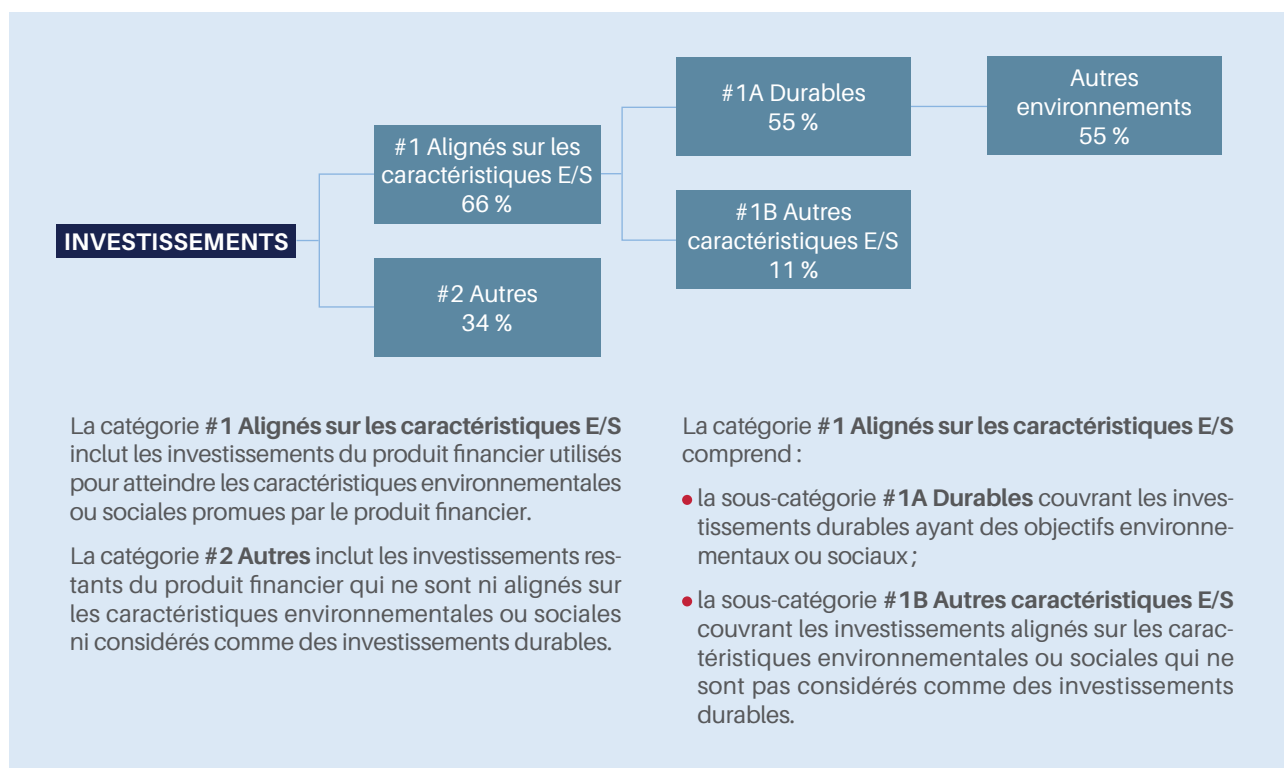 INVESTISSEMENTS
#1 Alignés sur les
caractéristiques E/S
66 %
#2 Autres
34 %
#1A Durables
55 %
#1B Autres
caractéristiques E/S
11 %
Autres
environnements
55 %
La catégorie #1 Alignés sur les caractéristiques E/S
inclut les investissements du produit financier utilisés
pour atteindre les caractéristiques environnementales
ou sociales promues par le produit financier.
La catégorie #2 Autres inclut les investissements res-
tants du produit financier qui ne sont ni alignés sur
les caractéristiques environnementales ou sociales
ni considérés comme des investissements durables.
La catégorie #1 Alignés sur les caractéristiques E/S
comprend :
• la sous-catégorie #1A Durables couvrant les inves-
tissements durables ayant des objectifs environne-
mentaux ou sociaux ;
• la sous-catégorie #1B Autres caractéristiques E/S
couvrant les investissements alignés sur les carac-
téristiques environnementales ou sociales qui ne
sont pas considérés comme des investissements
durables.